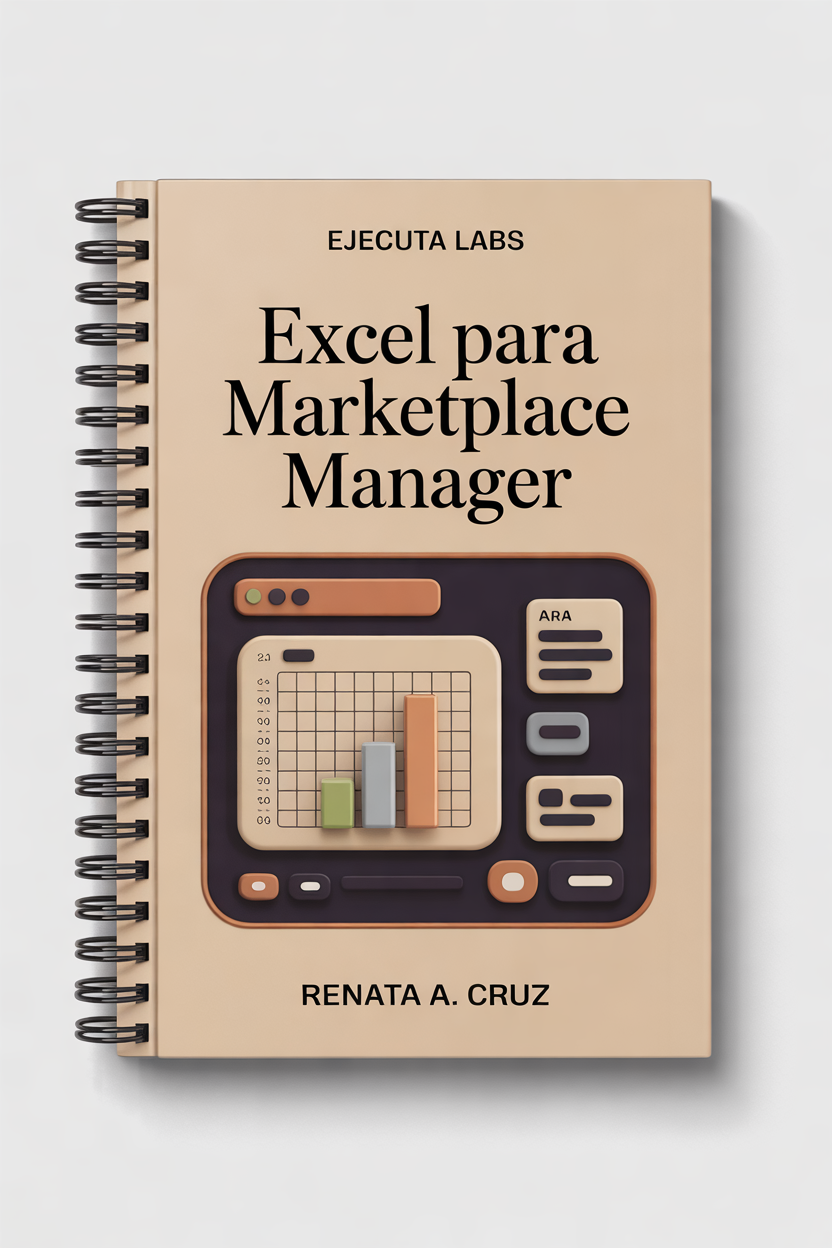 EJECUTA LABS
Excel para
Marketplace
Manager
ARA
RENATA A. CRUZ